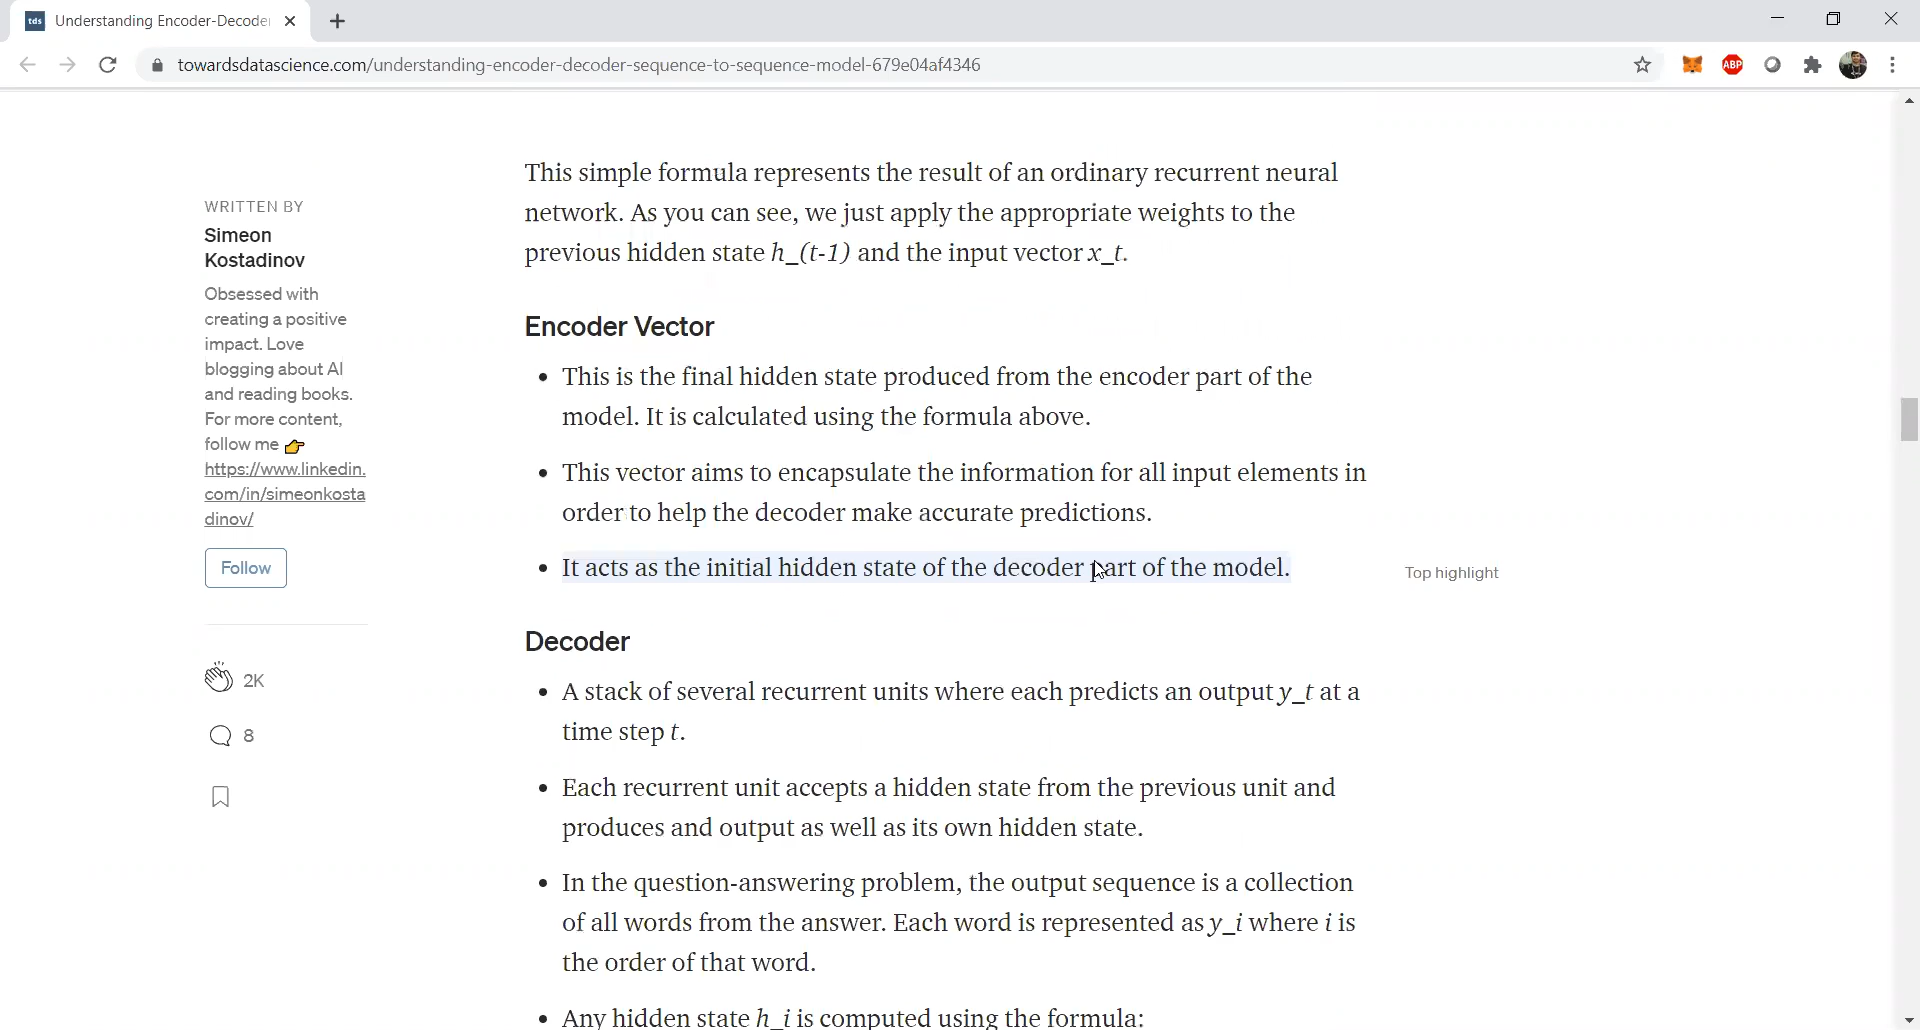 tds Understanding Encoder-Decode
towardsdatascience.com/understanding-encoder-decoder-sequence-to-sequence-model-679e04af4346
ABP
WRITTEN BY
Simeon
Kostadinov
Obsessed with
creating a positive
impact. Love
blogging about AI
and reading books.
For more content,
follow me 👉
https://www.linkedin.
com/in/simeonkosta
dinov/
Follow
2K
8
This simple formula represents the result of an ordinary recurrent neural
network. As you can see, we just apply the appropriate weights to the
previous hidden state h_(t-1) and the input vector x_t.
Encoder Vector
• This is the final hidden state produced from the encoder part of the
model. It is calculated using the formula above.
• This vector aims to encapsulate the information for all input elements in
order to help the decoder make accurate predictions.
• It acts as the initial hidden state of the decoder part of the model.
Top highlight
Decoder
• A stack of several recurrent units where each predicts an output y_t at a
time step t.
• Each recurrent unit accepts a hidden state from the previous unit and
produces and output as well as its own hidden state.
• In the question-answering problem, the output sequence is a collection
of all words from the answer. Each word is represented as y_i where i is
the order of that word.
• Any hidden state h_i is computed using the formula: